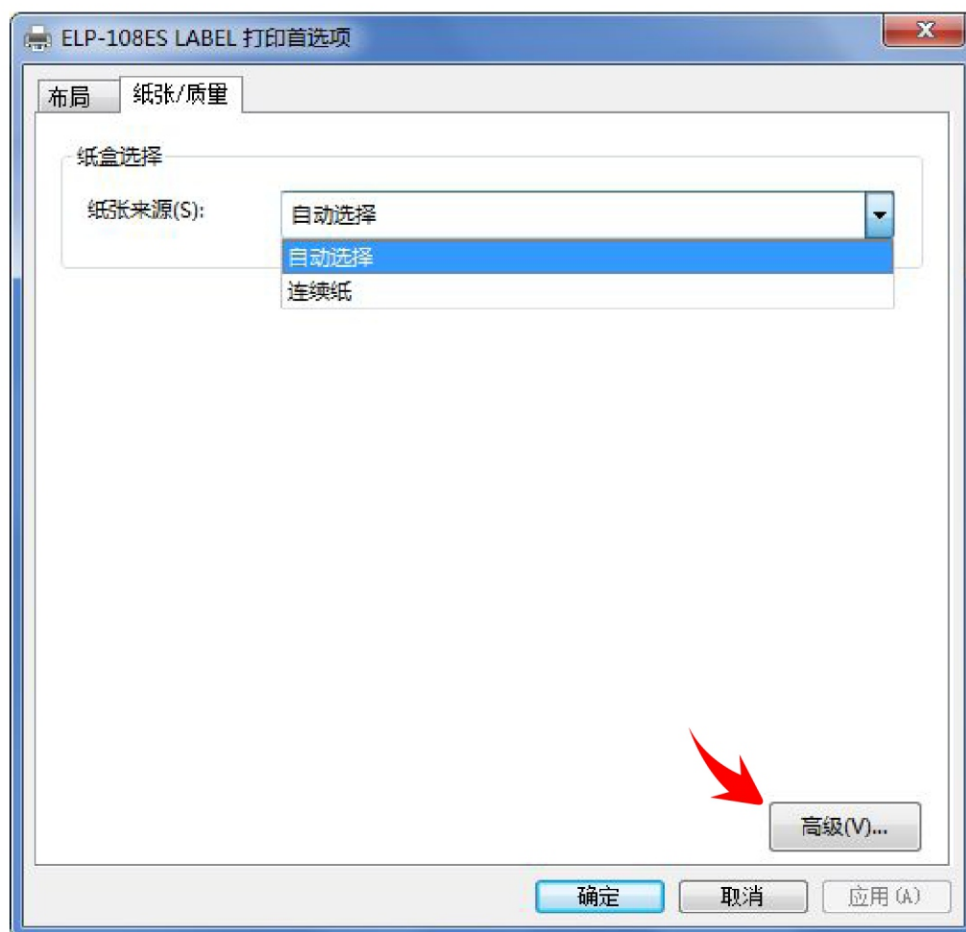 ELP-108ES LABEL 打印首选项
布局 纸张/质量
纸盒选择
纸张来源(S): 自动选择
自动选择
连续纸
高级(V)...
确定 取消 应用(A)